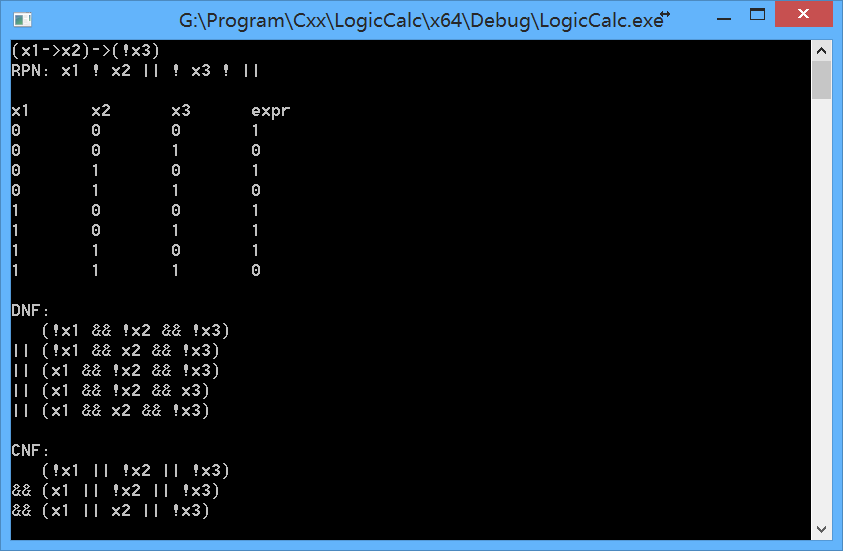 G:\Program\Cxx\LogicCalc\x64\Debug\LogicCalc.exe
(x1->x2)->(!x3)
RPN: x1 ! x2 || ! x3 ! ||
x1 x2 x3 expr
0 0 0 1
0 0 1 0
0 1 0 1
0 1 1 0
1 0 0 1
1 0 1 1
1 1 0 1
1 1 1 0
DNF:
(!x1 && !x2 && !x3)
|| (!x1 && x2 && !x3)
|| (x1 && !x2 && !x3)
|| (x1 && !x2 && x3)
|| (x1 && x2 && !x3)
CNF:
(!x1 || !x2 || !x3)
&& (x1 || !x2 || !x3)
&& (x1 || x2 || !x3)